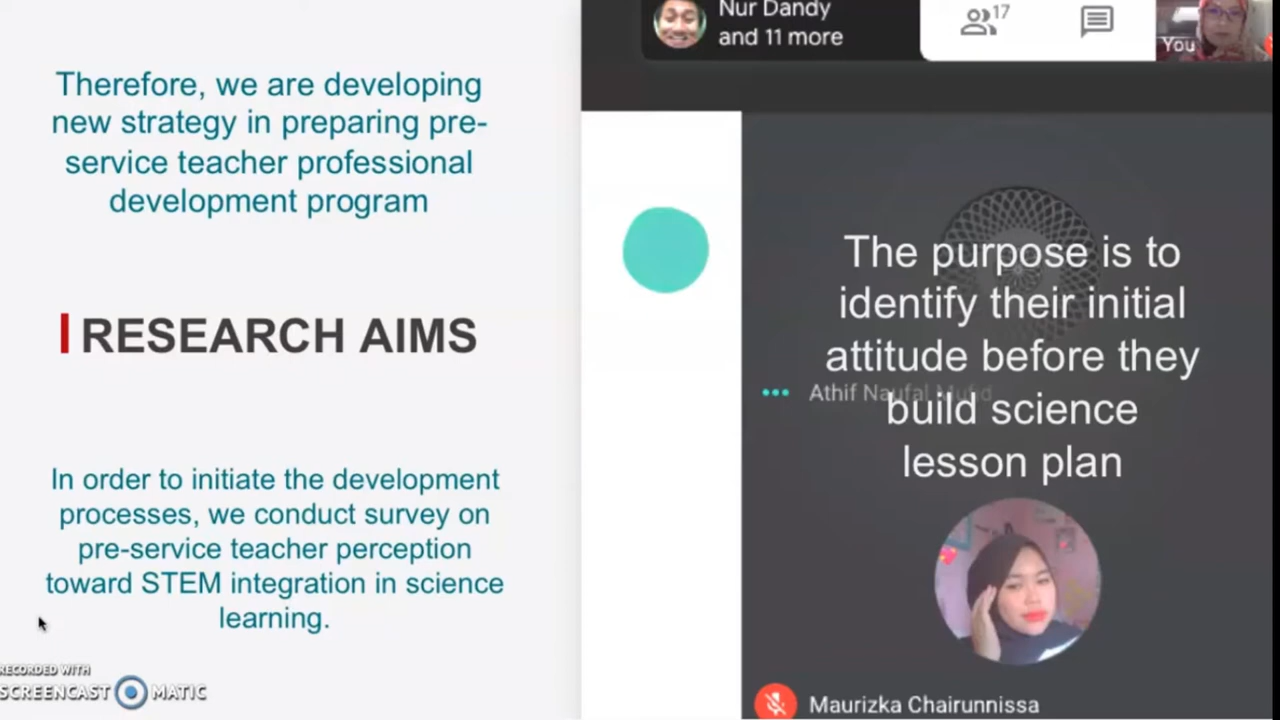 Therefore, we are developing
new strategy in preparing pre-
service teacher professional
development program
RESEARCH AIMS
In order to initiate the development
processes, we conduct survey on
pre-service teacher perception
toward STEM integration in science
learning.
RECORDED WITH
SCREENCAST MATIC
Nur Dandy
and 11 more
17
You
The purpose is to
identify their initial
attitude before they
build science
lesson plan
Athif Naufal Mufid
Maurizka Chairunnissa